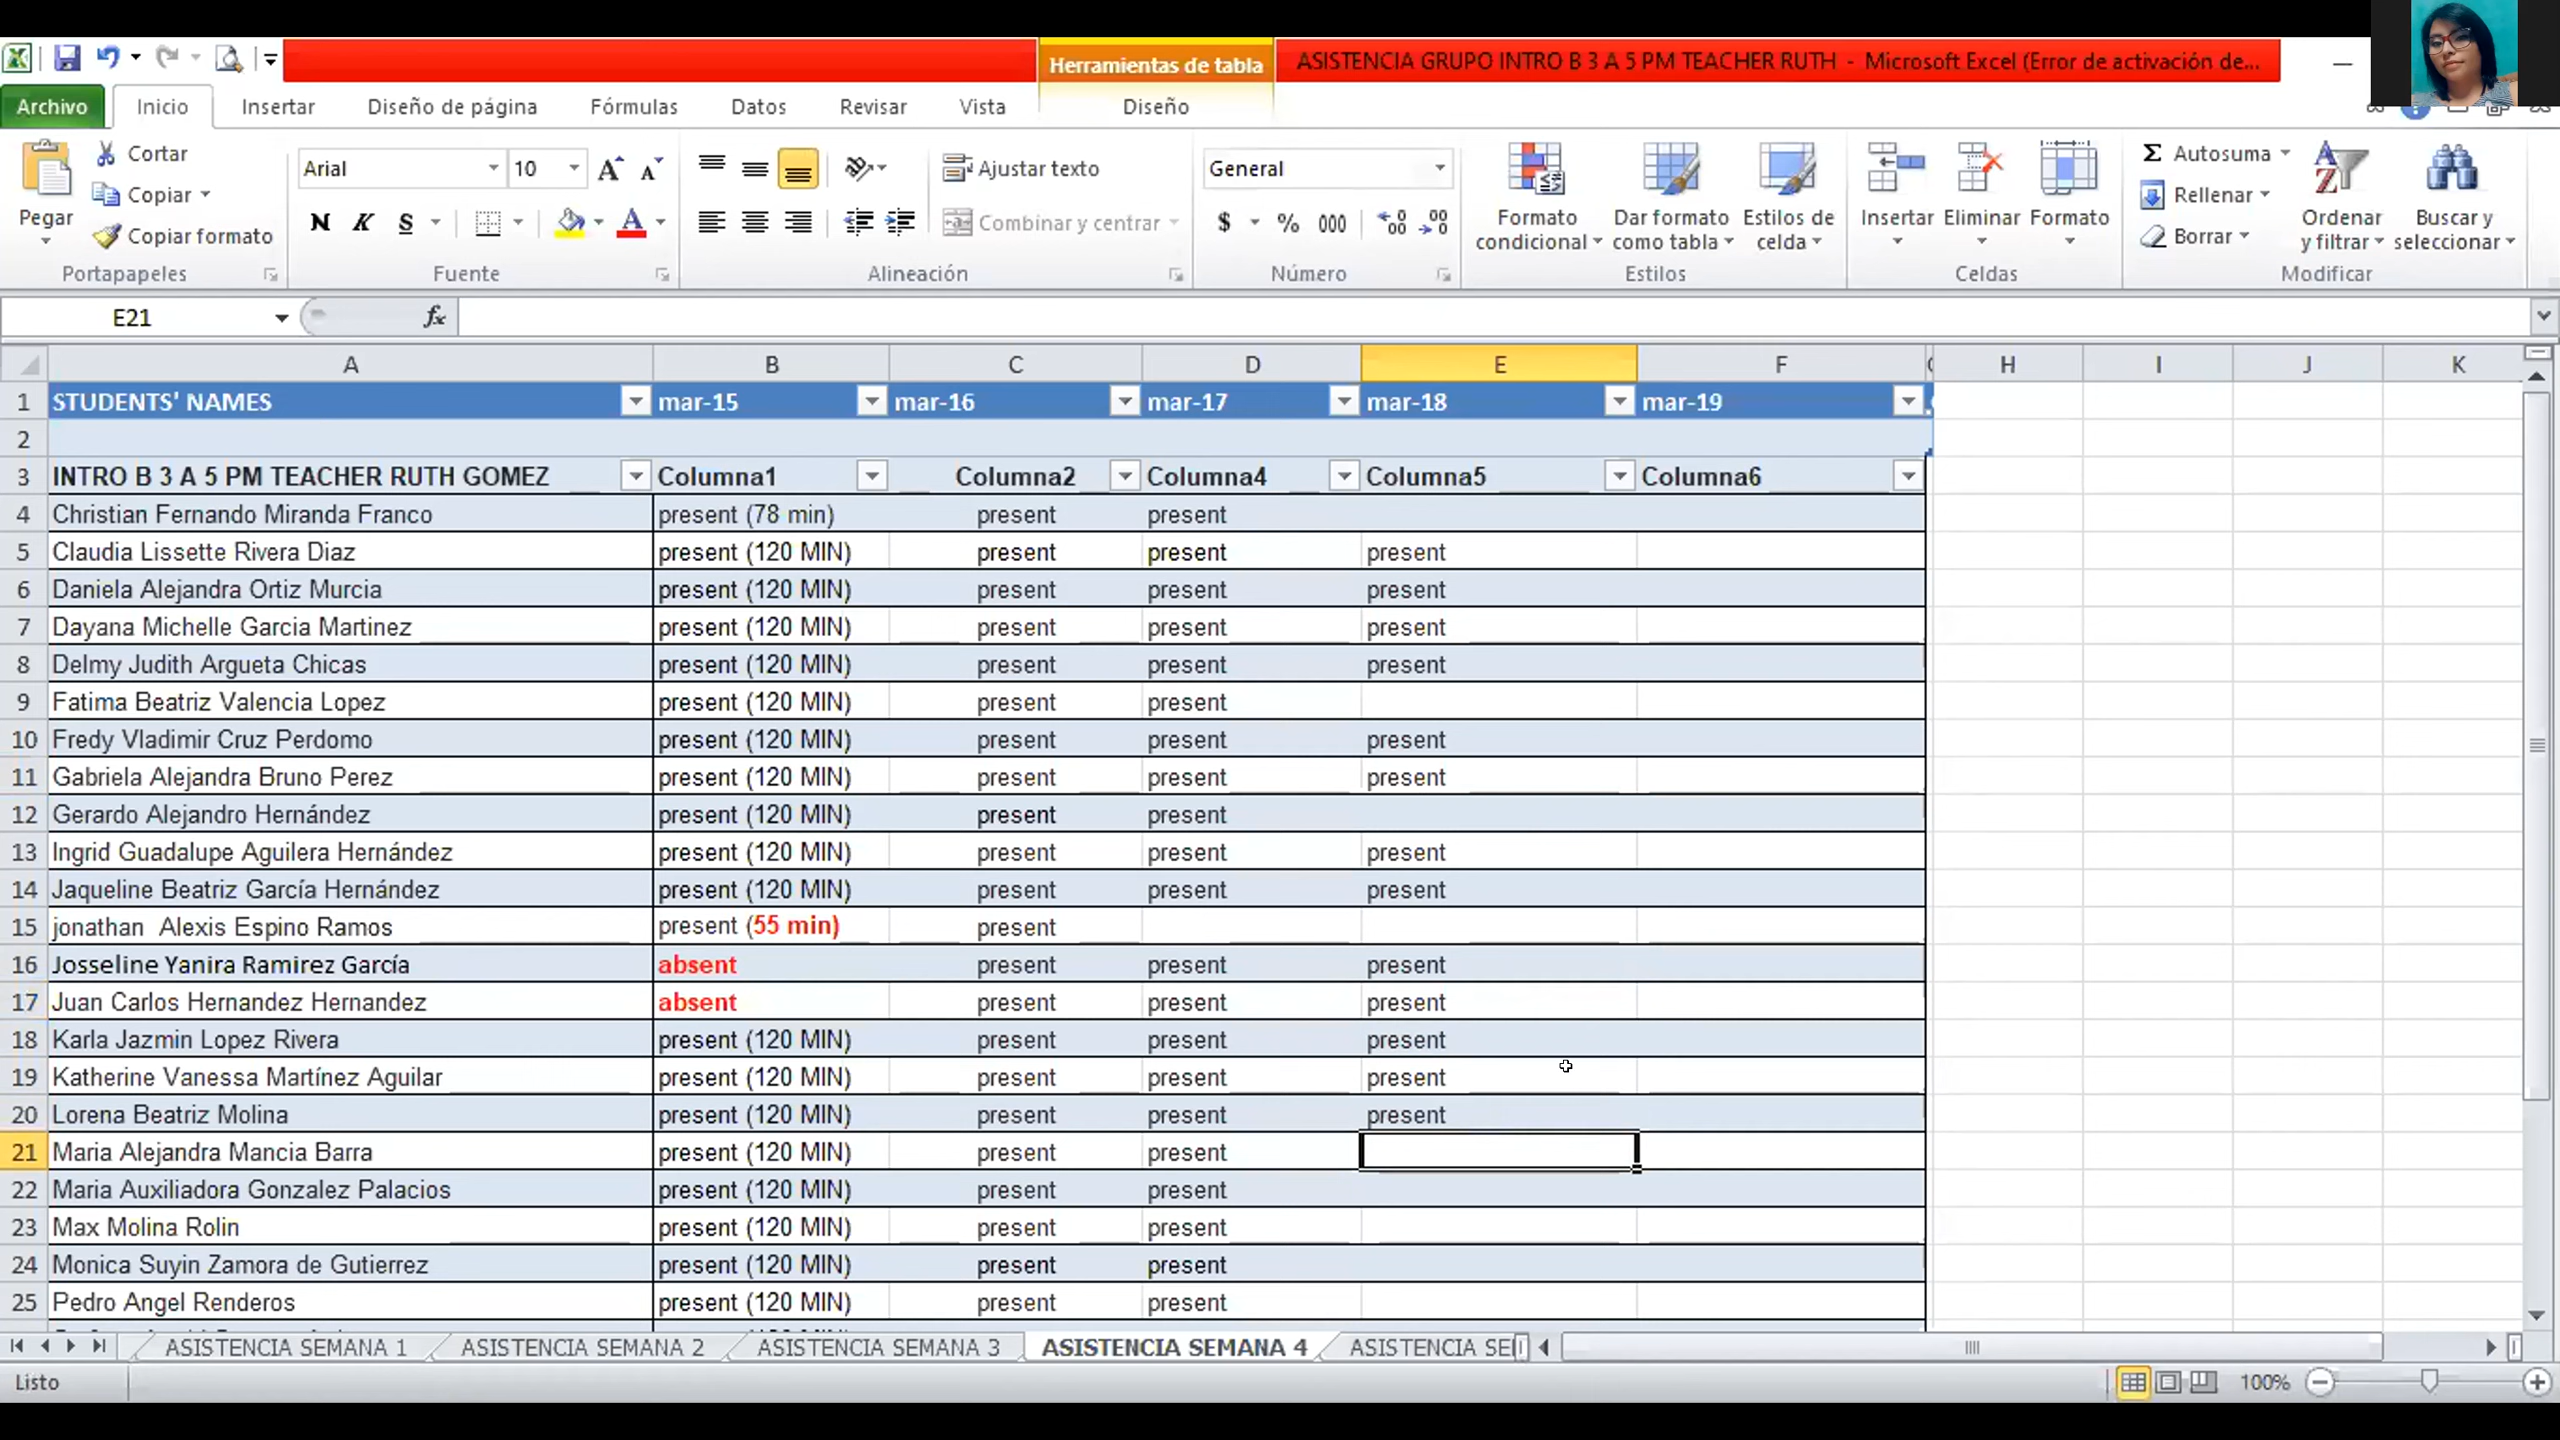 Herramientas de tabla
ASISTENCIA GRUPO INTRO B 3 A 5 PM TEACHER RUTH - Microsoft Excel (Error de activación de...
Archivo Inicio Insertar Diseño de página Fórmulas Datos Revisar Vista Diseño
Pegar Cortar Copiar Copiar formato Portapapeles
Arial 10 N K S Fuente
Ajustar texto Combinar y centrar Alineación
General $ % 000 Número
Formato condicional Dar formato como tabla Estilos de celda Estilos
Insertar Eliminar Formato Celdas
Autosuma Rellenar Borrar Ordenar y filtrar Buscar y seleccionar Modificar
E21 fx
A B C D E F H I J K
1 STUDENTS' NAMES mar-15 mar-16 mar-17 mar-18 mar-19
2
3 INTRO B 3 A 5 PM TEACHER RUTH GOMEZ Columna1 Columna2 Columna4 Columna5 Columna6
4 Christian Fernando Miranda Franco present (78 min) present present
5 Claudia Lissette Rivera Diaz present (120 MIN) present present present
6 Daniela Alejandra Ortiz Murcia present (120 MIN) present present present
7 Dayana Michelle Garcia Martinez present (120 MIN) present present present
8 Delmy Judith Argueta Chicas present (120 MIN) present present present
9 Fatima Beatriz Valencia Lopez present (120 MIN) present present
10 Fredy Vladimir Cruz Perdomo present (120 MIN) present present present
11 Gabriela Alejandra Bruno Perez present (120 MIN) present present present
12 Gerardo Alejandro Hernández present (120 MIN) present present
13 Ingrid Guadalupe Aguilera Hernández present (120 MIN) present present present
14 Jaqueline Beatriz García Hernández present (120 MIN) present present present
15 jonathan  Alexis Espino Ramos present (55 min) present
16 Josseline Yanira Ramirez García absent present present present
17 Juan Carlos Hernandez Hernandez absent present present present
18 Karla Jazmin Lopez Rivera present (120 MIN) present present present
19 Katherine Vanessa Martínez Aguilar present (120 MIN) present present present
20 Lorena Beatriz Molina present (120 MIN) present present present
21 Maria Alejandra Mancia Barra present (120 MIN) present present
22 Maria Auxiliadora Gonzalez Palacios present (120 MIN) present present
23 Max Molina Rolin present (120 MIN) present present
24 Monica Suyin Zamora de Gutierrez present (120 MIN) present present
25 Pedro Angel Renderos present (120 MIN) present present
ASISTENCIA SEMANA 1 ASISTENCIA SEMANA 2 ASISTENCIA SEMANA 3 ASISTENCIA SEMANA 4 ASISTENCIA SE
Listo 100%